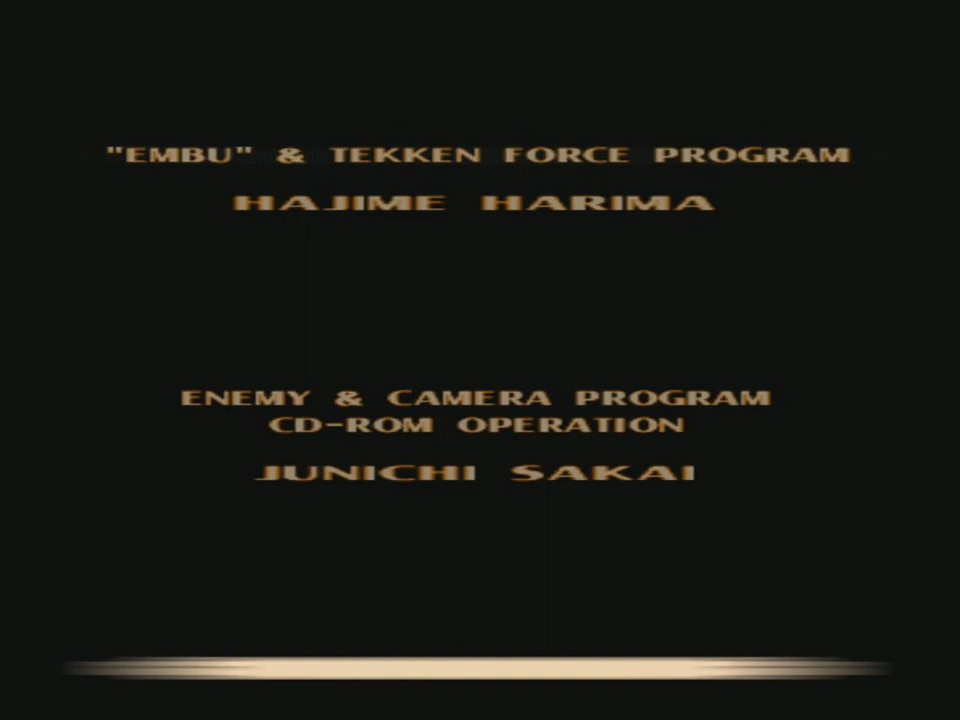 "EMBU" & TEKKEN FORCE PROGRAM
HAJIME HARIMA
ENEMY & CAMERA PROGRAM
CD-ROM OPERATION
JUNICHI SAKAI